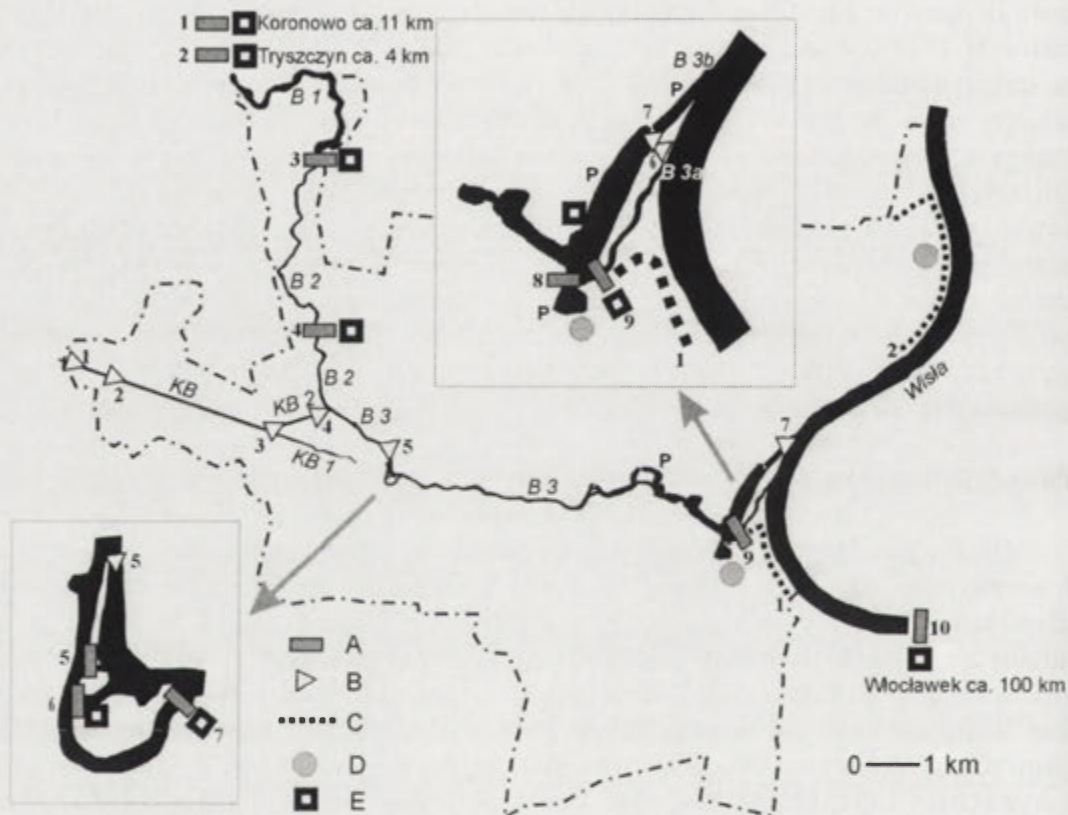 1 Koronowo ca.11 km
2 Tryszczyn ca. 4 km
B 1
3
B 2
4
B 2
1
2
KB
KB 2
3
4
KB 1
B 3
5
B 3
P
B 3b
P
7
6
B 3a
P
8
9
P
1
2
Wisła
7
9
1
10
Włocławek ca. 100 km
5
5
6
7
A
B
C
D
E
0 1 km